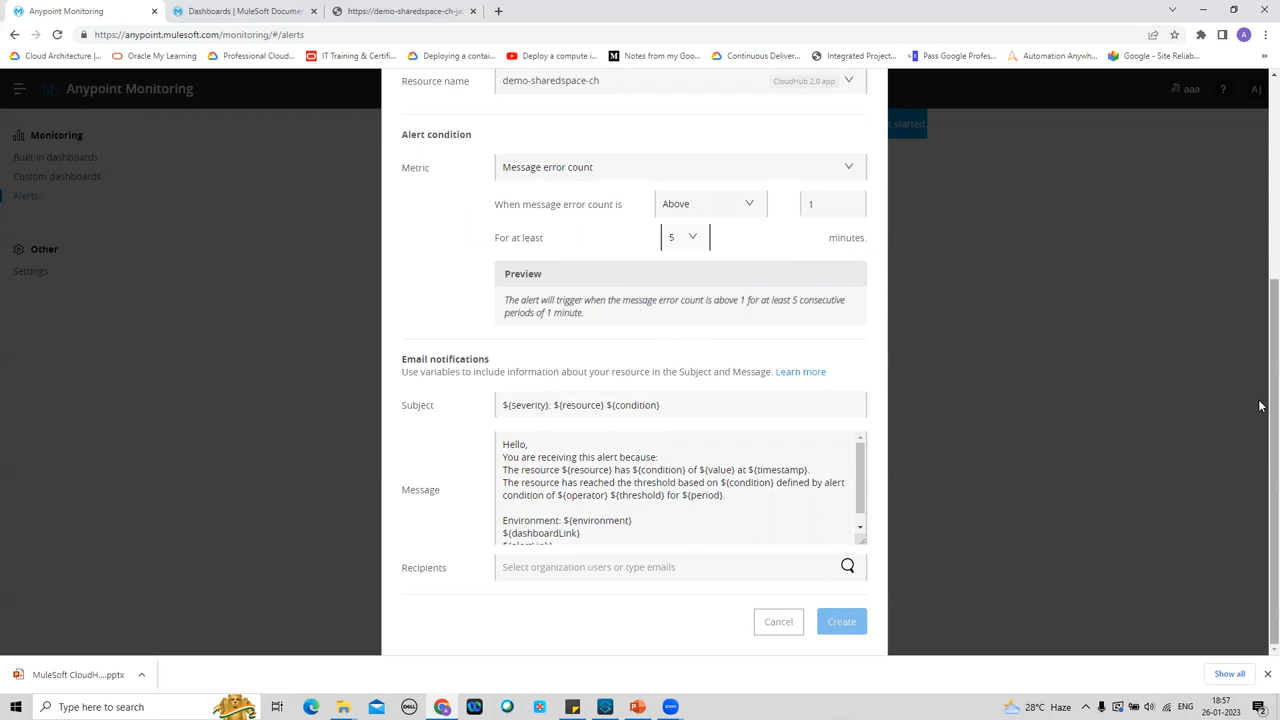 Anypoint Monitoring
Dashboards | MuleSoft Docume
https://demo-sharedspace-ch-ja
https://anypoint.mulesoft.com/monitoring/#/alerts
A
Cloud Architecture |...
Oracle My Learning
Professional Cloud...
IT Training & Certifi...
Deploying a contai...
Deploy a compute i...
Notes from my Goo...
Continuous Deliver...
Integrated Project...
Pass Google Profes...
Automation Anywh...
Google - Site Reliab...
Anypoint Monitoring
aaa
?
AJ
started
Monitoring
Built-in dashboards
Custom dashboards
Alerts
Other
Settings
Resource name
demo-sharedspace-ch
CloudHub 2.0 app
Alert condition
Metric
Message error count
When message error count is
Above
1
For at least
5
minutes.
Preview
The alert will trigger when the message error count is above 1 for at least 5 consecutive
periods of 1 minute.
Email notifications
Use variables to include information about your resource in the Subject and Message. Learn more
Subject
${severity}: ${resource} ${condition}
Message
Hello,
You are receiving this alert because:
The resource ${resource} has ${condition} of ${value} at ${timestamp}.
The resource has reached the threshold based on ${condition} defined by alert
condition of ${operator} ${threshold} for ${period}.
Environment: ${environment}
${dashboardLink}
Recipients
Select organization users or type emails
Cancel
Create
MuleSoft CloudH....pptx
Show all
Type here to search
DELL
zoom
28°C Haze
ENG
18:57
26-01-2023
2